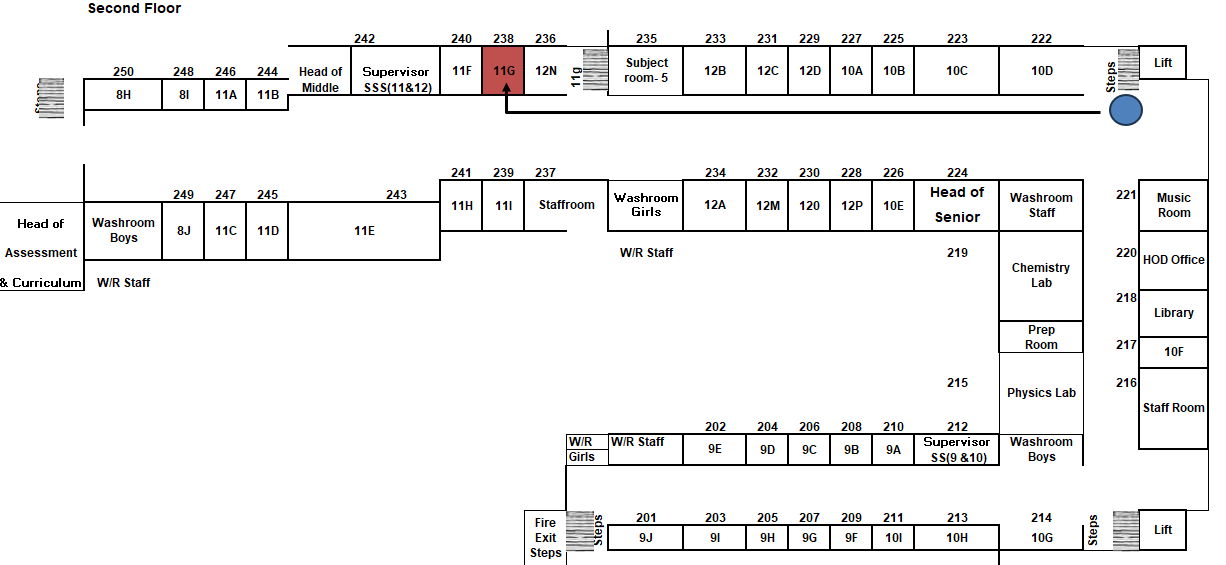 Second Floor
242 240 238 236 235 233 231 229 227 225 223 222
250 248 246 244
Head of Middle
Supervisor SSS(11&12)
11F 11G 12N
11g
Subject room- 5
12B 12C 12D 10A 10B 10C 10D
Steps
Lift
8H 8I 11A 11B
241 239 237 234 232 230 228 226 224
249 247 245 243
221
Head of Assessment & Curriculum
Washroom Boys
8J 11C 11D 11E 11H 11I
Staffroom
Washroom Girls
12A 12M 120 12P 10E
Head of Senior
Washroom Staff
Music Room
W/R Staff
W/R Staff
219
Chemistry Lab
220
HOD Office
218
Library
Prep Room
217
10F
215
Physics Lab
216
Staff Room
202 204 206 208 210 212
W/R Girls
W/R Staff
9E 9D 9C 9B 9A
Supervisor SS(9 &10)
Washroom Boys
201 203 205 207 209 211 213 214
Fire Exit Steps
Steps
9J 9I 9H 9G 9F 10I 10H 10G
Steps
Lift